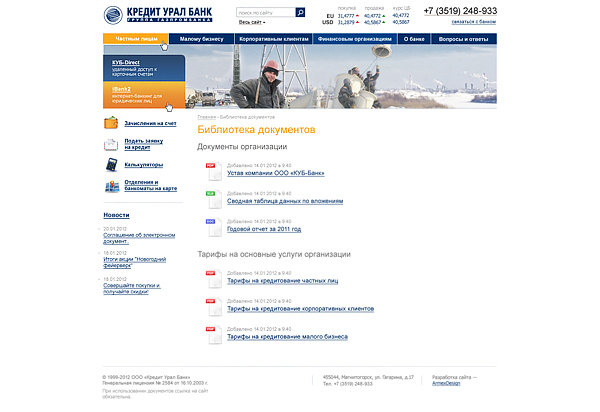 КРЕДИТ УРАЛ БАНК
ГРУППА ГАЗПРОМБАНКА
поиск по сайту
Весь сайт
покупка продажа курс ЦБ
EU 31,4777 40,4772 40,4772
USD 31,2879 40,5867 40,5867
+7 (3519) 248-933
связаться с банком
Частным лицам
Малому бизнесу
Корпоративным клиентам
Финансовым организациям
О банке
Вопросы и ответы
КУБ-Direct
удаленный доступ к
карточным счетам
iBank2
интернет-банкинг для
юридических лиц
Зачисления на счет
Подать заявку
на кредит
Калькуляторы
Отделения и
банкоматы на карте
Новости
20.01.2012
Соглашение об электронном
документ.
18.01.2012
Итоги акции "Новогодний
фейерверк"
16.01.2012
Совершайте покупки и
получайте скидки!
Главная - Библиотека документов
Библиотека документов
Документы организации
Добавлено 14.01.2012 в 9:40
Устав компании ООО «КУБ-Банк»
Добавлено 14.01.2012 в 9:40
Сводная таблица данных по вложениям
Добавлено 14.01.2012 в 9:40
Годовой отчет за 2011 год
Тарифы на основные услуги организации
Добавлено 14.01.2012 в 9:40
Тарифы на кредитование частных лиц
Добавлено 14.01.2012 в 9:40
Тарифы на кредитование корпоративных клиентов
Добавлено 14.01.2012 в 9:40
Тарифы на кредитование малого бизнеса
© 1999-2012 ООО «Кредит Урал Банк»
Генеральная лицензия № 2584 от 16.10.2003 г.
При использовании документов ссылка на сайт
обязательна.
455044, Магнитогорск, ул. Гагарина, д.17
Тел. +7 (3519) 248-933
Разработка сайта —
AnmexDesign